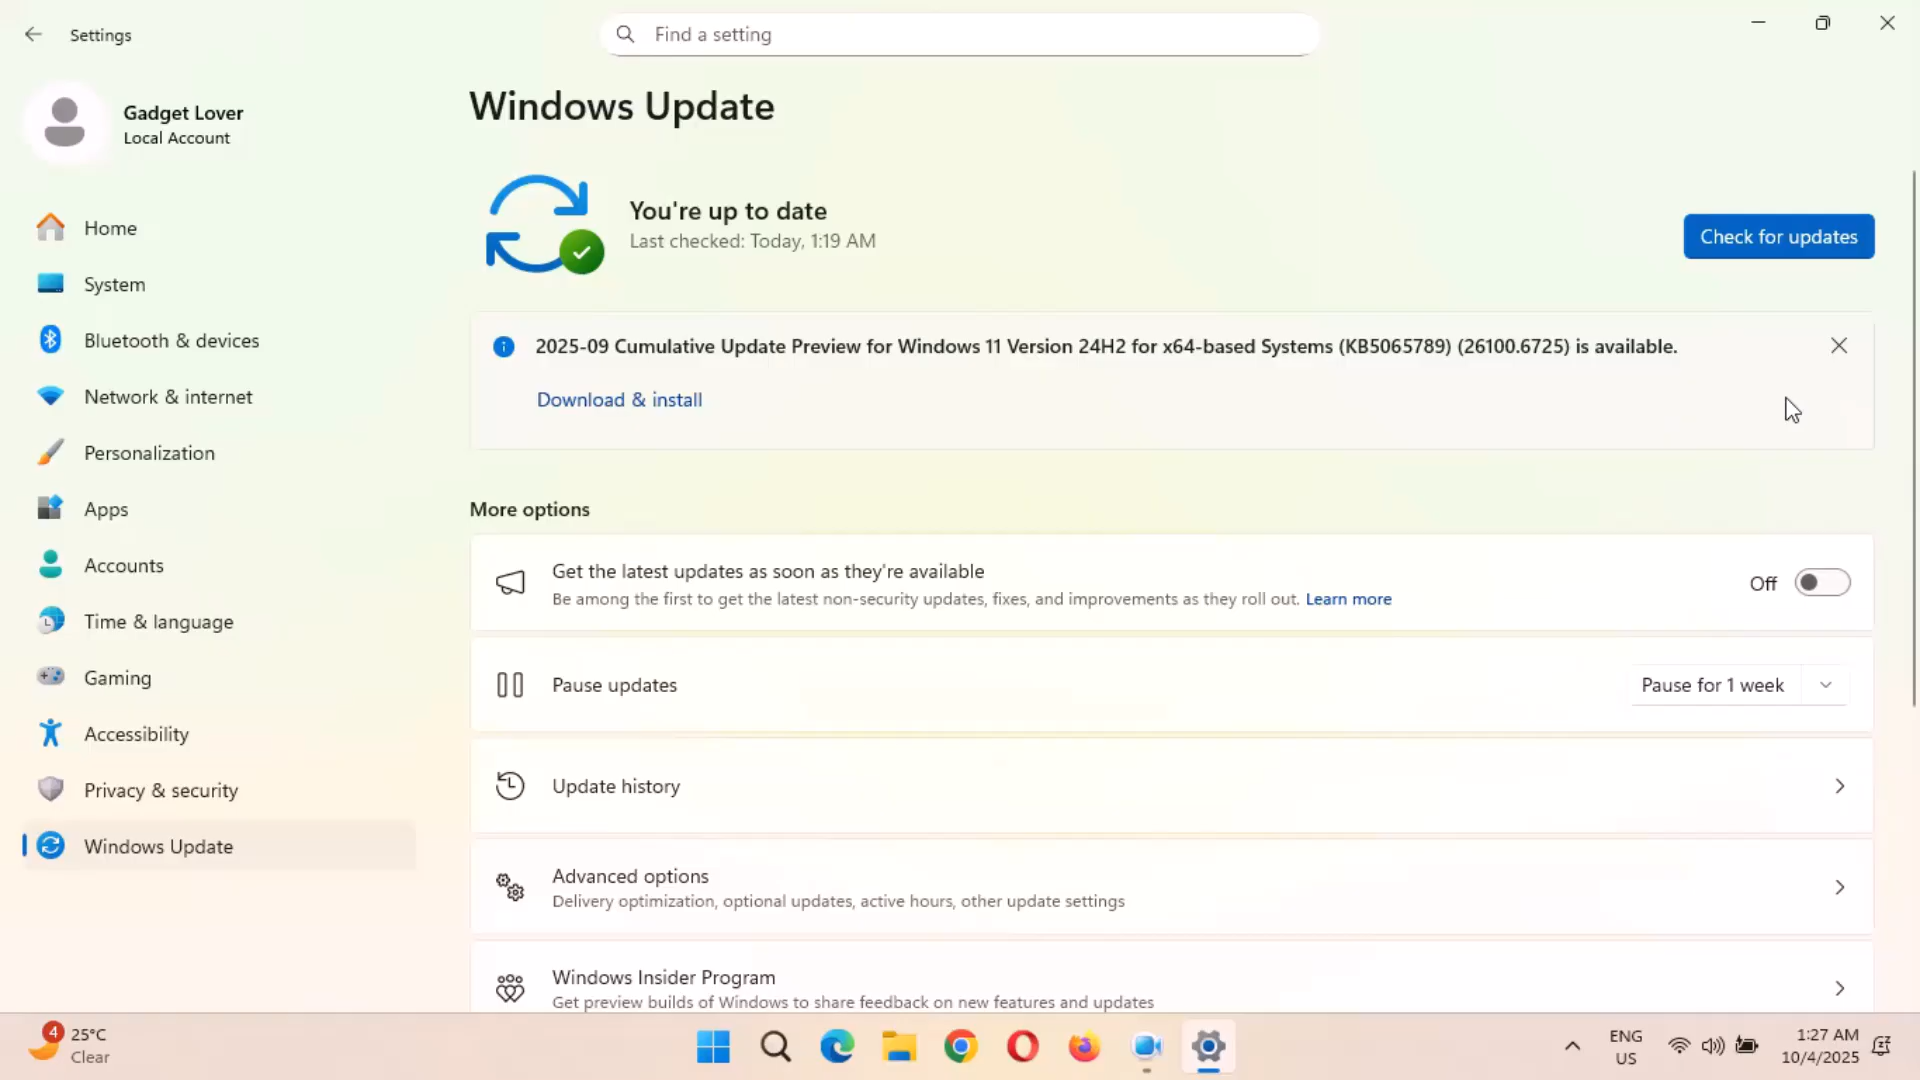 Settings
Find a setting
Gadget Lover
Local Account
Home
System
Bluetooth & devices
Network & internet
Personalization
Apps
Accounts
Time & language
Gaming
Accessibility
Privacy & security
Windows Update
Windows Update
You're up to date
Last checked: Today, 1:19 AM
Check for updates
2025-09 Cumulative Update Preview for Windows 11 Version 24H2 for x64-based Systems (KB5065789) (26100.6725) is available.
Download & install
More options
Get the latest updates as soon as they're available
Be among the first to get the latest non-security updates, fixes, and improvements as they roll out. Learn more
Off
Pause updates
Pause for 1 week
Update history
Advanced options
Delivery optimization, optional updates, active hours, other update settings
Windows Insider Program
Get preview builds of Windows to share feedback on new features and updates
4
25°C
Clear
ENG
US
1:27 AM
10/4/2025